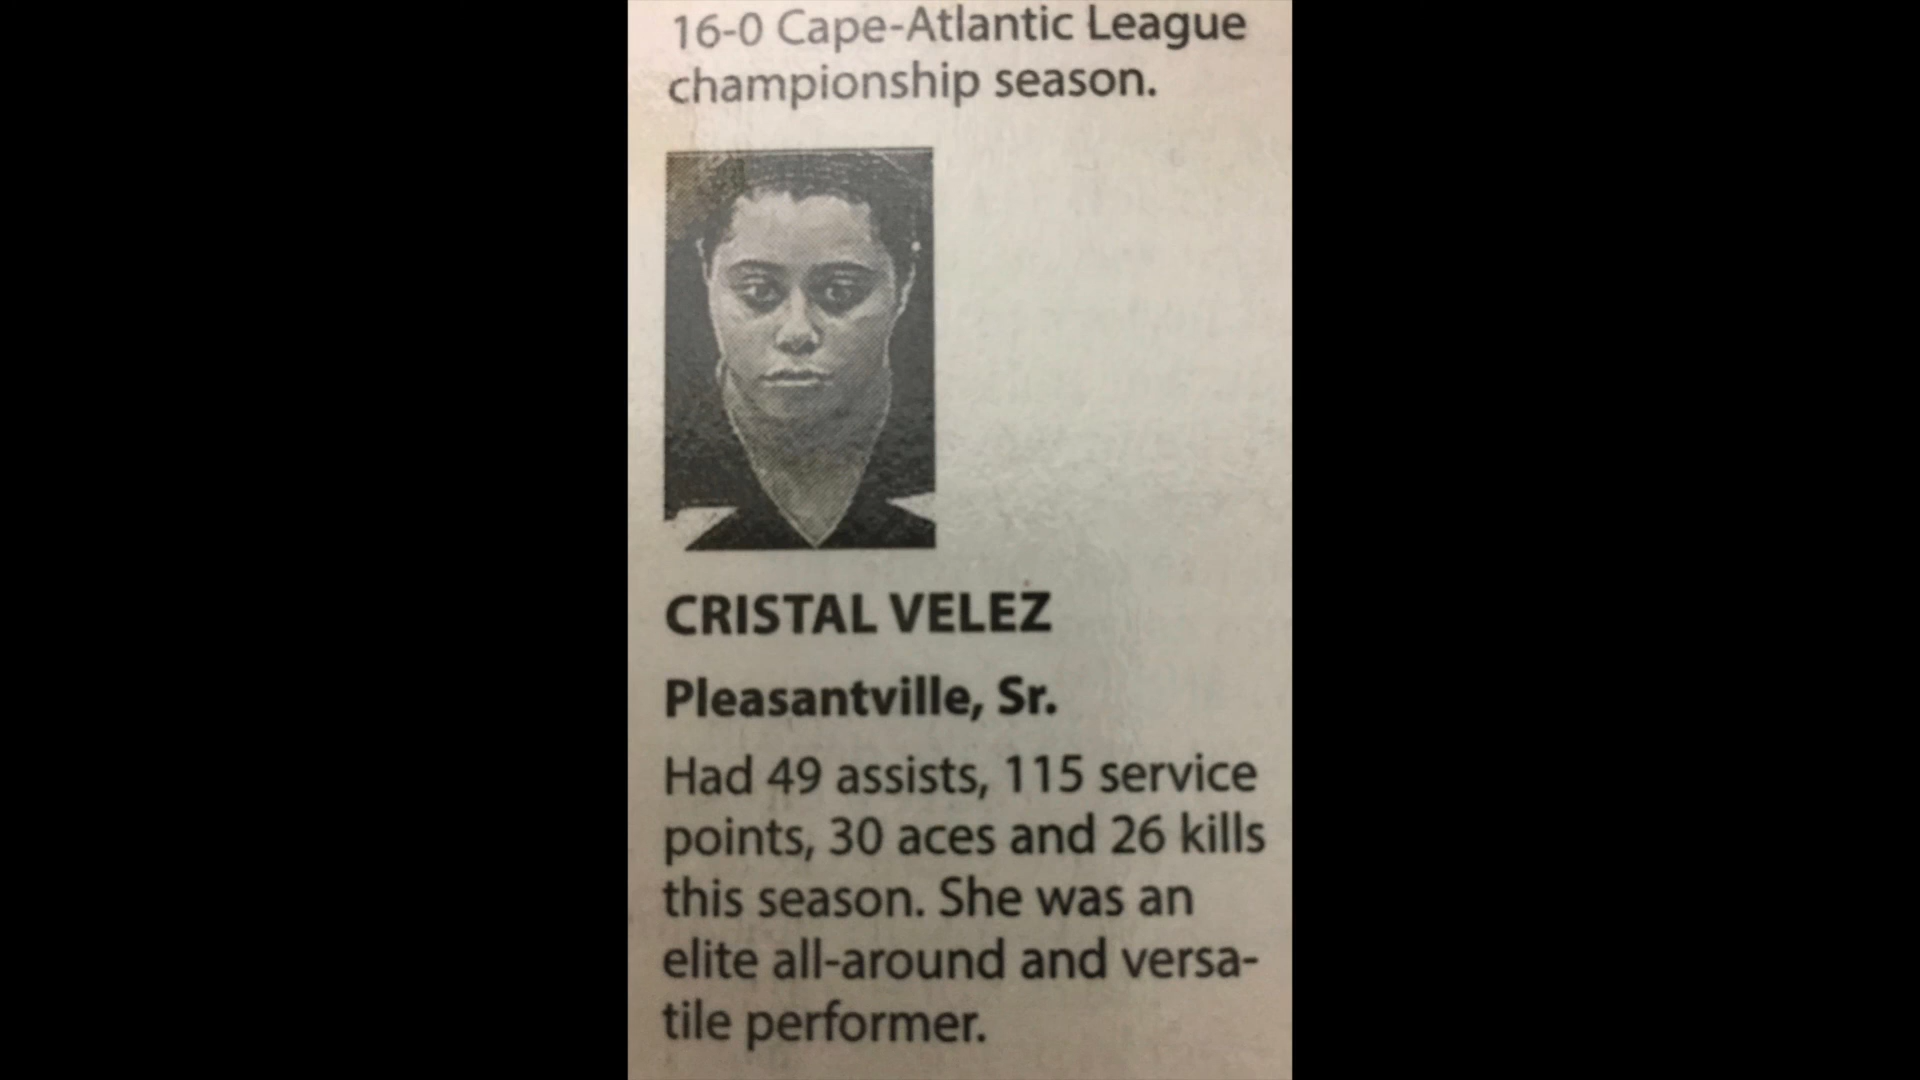 16-0 Cape-Atlantic League
championship season.
CRISTAL VELEZ
Pleasantville, Sr.
Had 49 assists, 115 service
points, 30 aces and 26 kills
this season. She was an
elite all-around and versa-
tile performer.